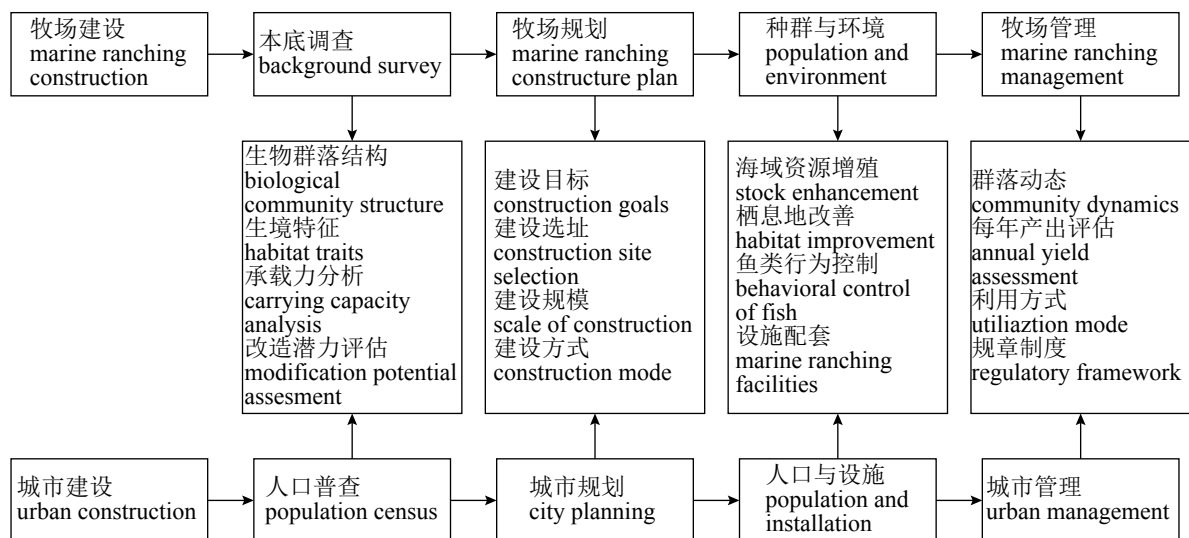 牧场建设
marine ranching
construction
本底调查
background survey
牧场规划
marine ranching
constructure plan
种群与环境
population and
environment
牧场管理
marine ranching
management
生物群落结构
biological
community structure
生境特征
habitat traits
承载力分析
carrying capacity
analysis
改造潜力评估
modification potential
assesment
建设目标
construction goals
建设选址
construction site
selection
建设规模
scale of construction
建设方式
construction mode
海域资源增殖
stock enhancement
栖息地改善
habitat improvement
鱼类行为控制
behavioral control
of fish
设施配套
marine ranching
facilities
群落动态
community dynamics
每年产出评估
annual yield
assessment
利用方式
utiliaztion mode
规章制度
regulatory framework
城市建设
urban construction
人口普查
population census
城市规划
city planning
人口与设施
population and
installation
城市管理
urban management